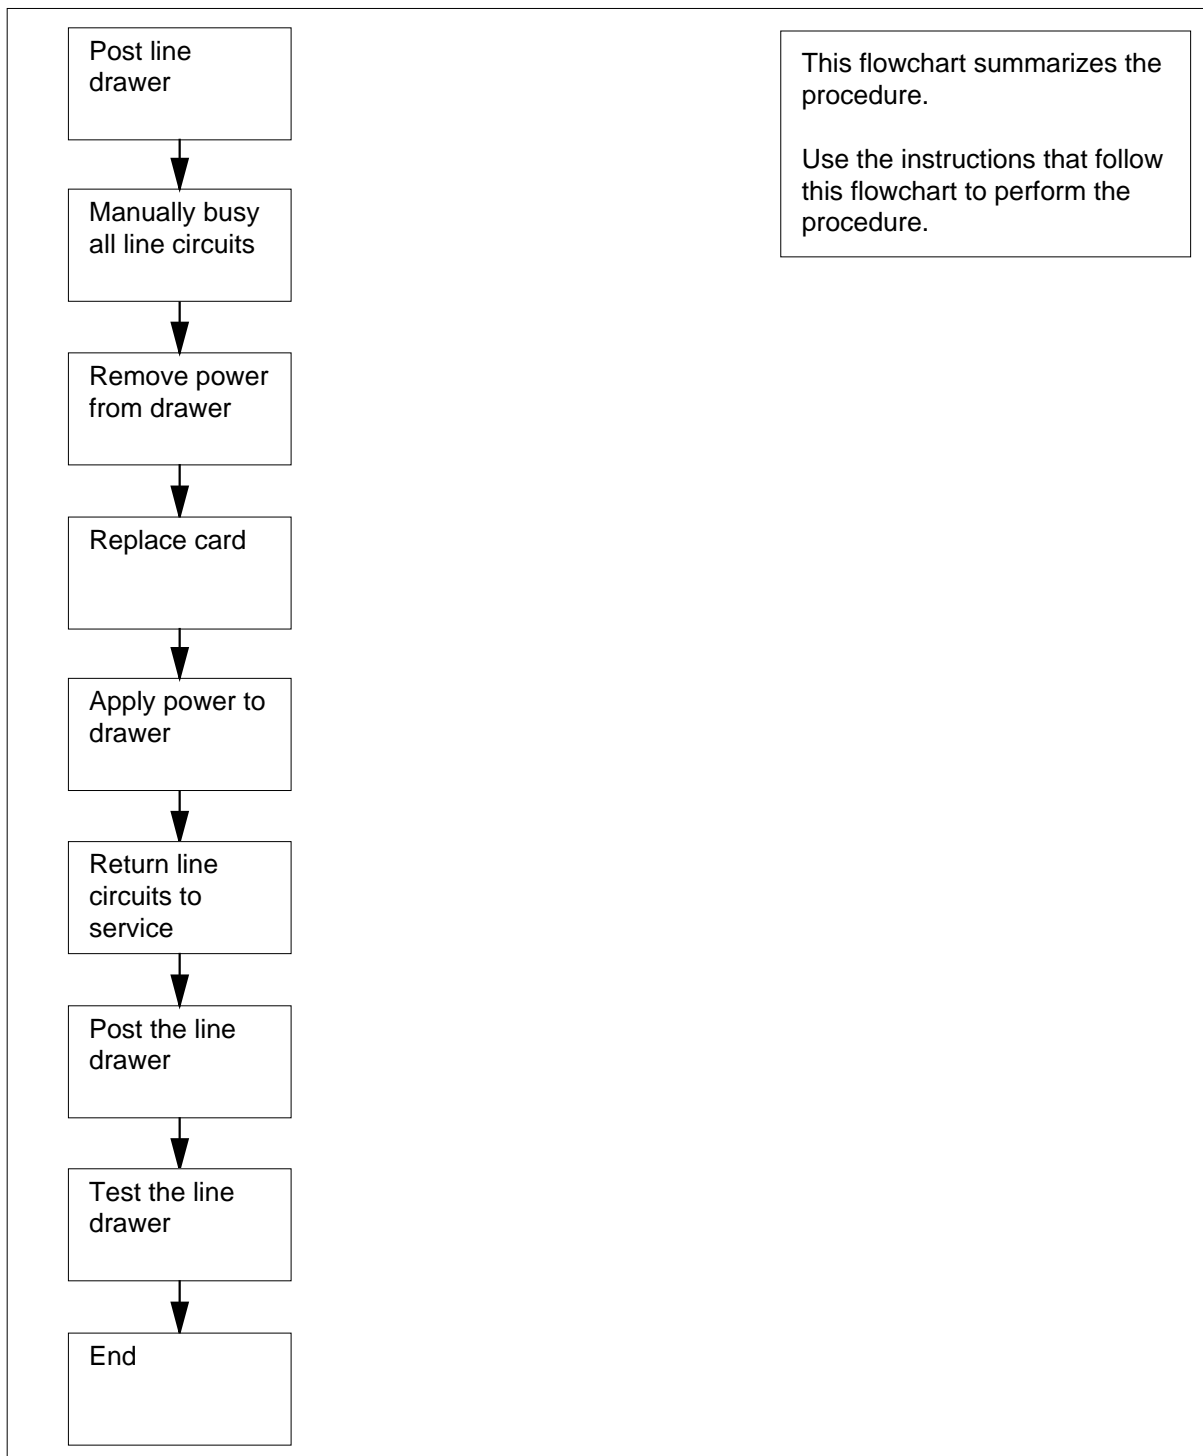 Post line
drawer
This flowchart summarizes the
procedure.
Use the instructions that follow
this flowchart to perform the
procedure.
Manually busy
all line circuits
Remove power
from drawer
Replace card
Apply power to
drawer
Return line
circuits to
service
Post the line
drawer
Test the line
drawer
End